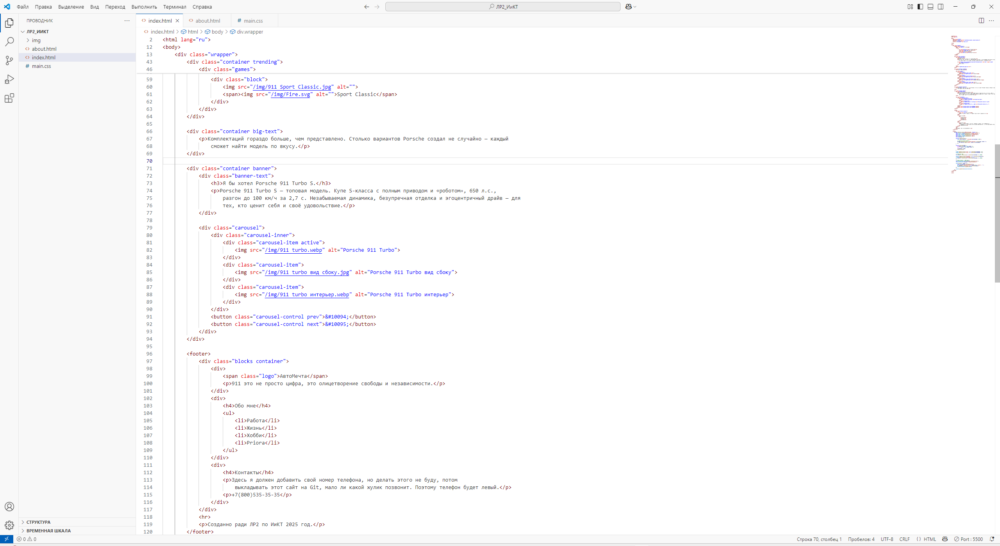 Файл Правка Выделение Вид Переход Выполнить Терминал Справка
ЛР2_ИиКТ
ПРОВОДНИК
ЛР2_ИИКТ
img
about.html
index.html
main.css
СТРУКТУРА
ВРЕМЕННАЯ ШКАЛА
index.html about.html main.css
index.html > html > body > div.wrapper
2 <html lang="ru">
12 <body>
13 <div class="wrapper">
43 <div class="container trending">
46 <div class="games">
59 <div class="block">
60 <img src="/img/911 Sport Classic.jpg" alt="">
61 <span><img src="/img/Fire.svg" alt="">Sport Classic</span>
62 </div>
63 </div>
64 </div>
65
66 <div class="container big-text">
67 <p>Комплектаций гораздо больше, чем представлено. Столько вариантов Porsche создал не случайно — каждый
68 сможет найти модель по вкусу.</p>
69 </div>
70
71 <div class="container banner">
72 <div class="banner-text">
73 <h3>Я бы хотел Porsche 911 Turbo S.</h3>
74 <p>Porsche 911 Turbo S — топовая модель. Купе S-класса с полным приводом и «роботом», 650 л.с.,
75 разгон до 100 км/ч за 2,7 с. Незабываемая динамика, безупречная отделка и эгоцентричный драйв — для
76 тех, кто ценит себя и своё удовольствие.</p>
77 </div>
78
79 <div class="carousel">
80 <div class="carousel-inner">
81 <div class="carousel-item active">
82 <img src="/img/911 turbo.webp" alt="Porsche 911 Turbo">
83 </div>
84 <div class="carousel-item">
85 <img src="/img/911 turbo вид сбоку.jpg" alt="Porsche 911 Turbo вид сбоку">
86 </div>
87 <div class="carousel-item">
88 <img src="/img/911 turbo интерьер.webp" alt="Porsche 911 Turbo интерьер">
89 </div>
90 </div>
91 <button class="carousel-control prev">&#10094;</button>
92 <button class="carousel-control next">&#10095;</button>
93 </div>
94 </div>
95
96 <footer>
97 <div class="blocks container">
98 <div>
99 <span class="logo">АвтоМечта</span>
100 <p>911 это не просто цифра, это олицетворение свободы и независимости.</p>
101 </div>
102 <div>
103 <h4>Обо мне</h4>
104 <ul>
105 <li>Работа</li>
106 <li>Жизнь</li>
107 <li>Хобби</li>
108 <li>Priora</li>
109 </ul>
110 </div>
111 <div>
112 <h4>Контакты</h4>
113 <p>Здесь я должен добавить свой номер телефона, но делать этого не буду, потом
114 выкладывать этот сайт на Git, мало ли какой жулик позвонит. Поэтому телефон будет левый.</p>
115 <p>+7(800)535-35-35</p>
116 </div>
117 </div>
118 <hr>
119 <p>Созданно ради ЛР2 по ИиКТ 2025 год.</p>
120 </footer>
0 0
Строка 70, столбец 1 Пробелов: 4 UTF-8 CRLF {} HTML Port : 5500